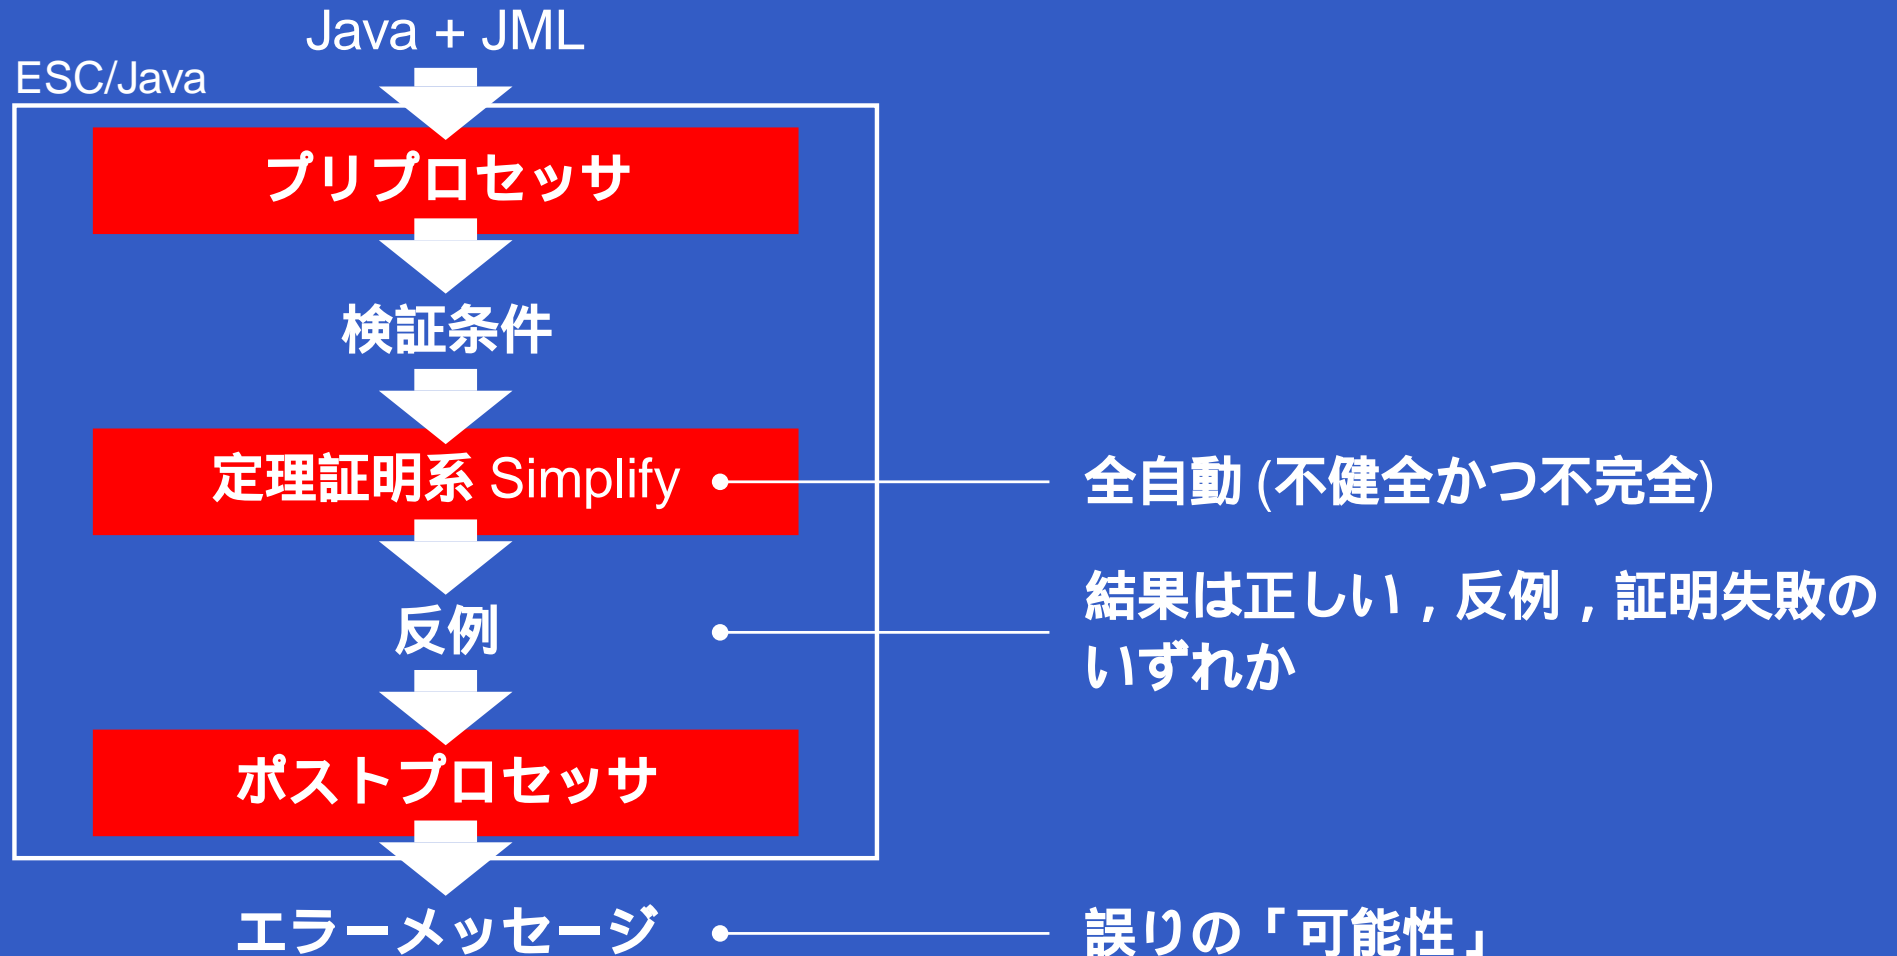 Java + JML
ESC/Java
プリプロセッサ
検証条件
定理証明系 Simplify
全自動 (不健全かつ不完全)
反例
結果は正しい , 反例 , 証明失敗の
いずれか
ポストプロセッサ
エラーメッセージ
誤りの「可能性」